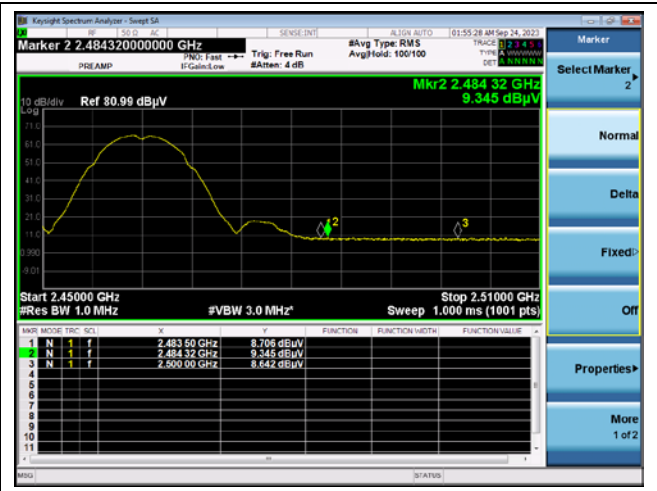 Keysight Spectrum Analyzer - Swept SA
RF 50 Ω AC SENSE:INT ALIGN AUTO 01:55:28 AM Sep 24, 2023
Marker 2 2.484320000000 GHz
PREAMP
PNO: Fast
IFGain:Low
Trig: Free Run
#Atten: 4 dB
#Avg Type: RMS
Avg|Hold: 100/100
TRACE 1 2 3 4 5 6
TYPE A WWWWW
DET A NNNNN
Mkr2 2.484 32 GHz
9.345 dBµV
10 dB/div Ref 80.99 dBµV
Log
71.0
61.0
51.0
41.0
31.0
21.0
11.0
0.990
-9.01
2
3
Start 2.45000 GHz Stop 2.51000 GHz
#Res BW 1.0 MHz #VBW 3.0 MHz* Sweep 1.000 ms (1001 pts)
MKR MODE TRC SCL X Y FUNCTION FUNCTION WIDTH FUNCTION VALUE
1 N 1 f 2.483 50 GHz 8.706 dBµV
2 N 1 f 2.484 32 GHz 9.345 dBµV
3 N 1 f 2.500 00 GHz 8.642 dBµV
4
5
6
7
8
9
10
11
MSG STATUS
Marker
Select Marker
2
Normal
Delta
Fixed
Off
Properties
More
1 of 2